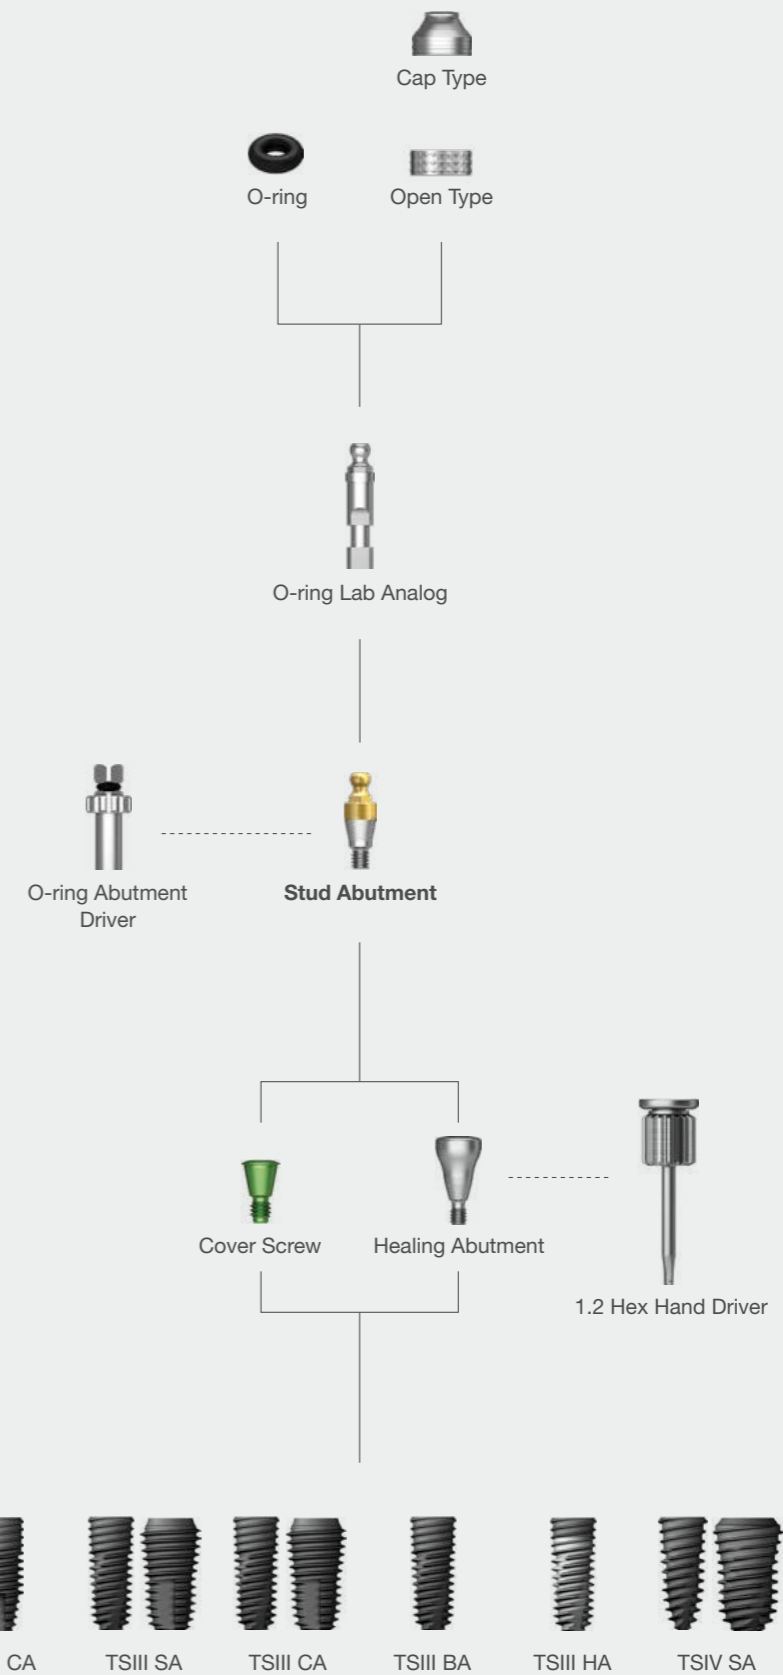 Cap Type
O-ring
Open Type
O-ring Lab Analog
O-ring Abutment
Driver
Stud Abutment
Cover Screw
Healing Abutment
1.2 Hex Hand Driver
CA
TSIII SA
TSIII CA
TSIII BA
TSIII HA
TSIV SA